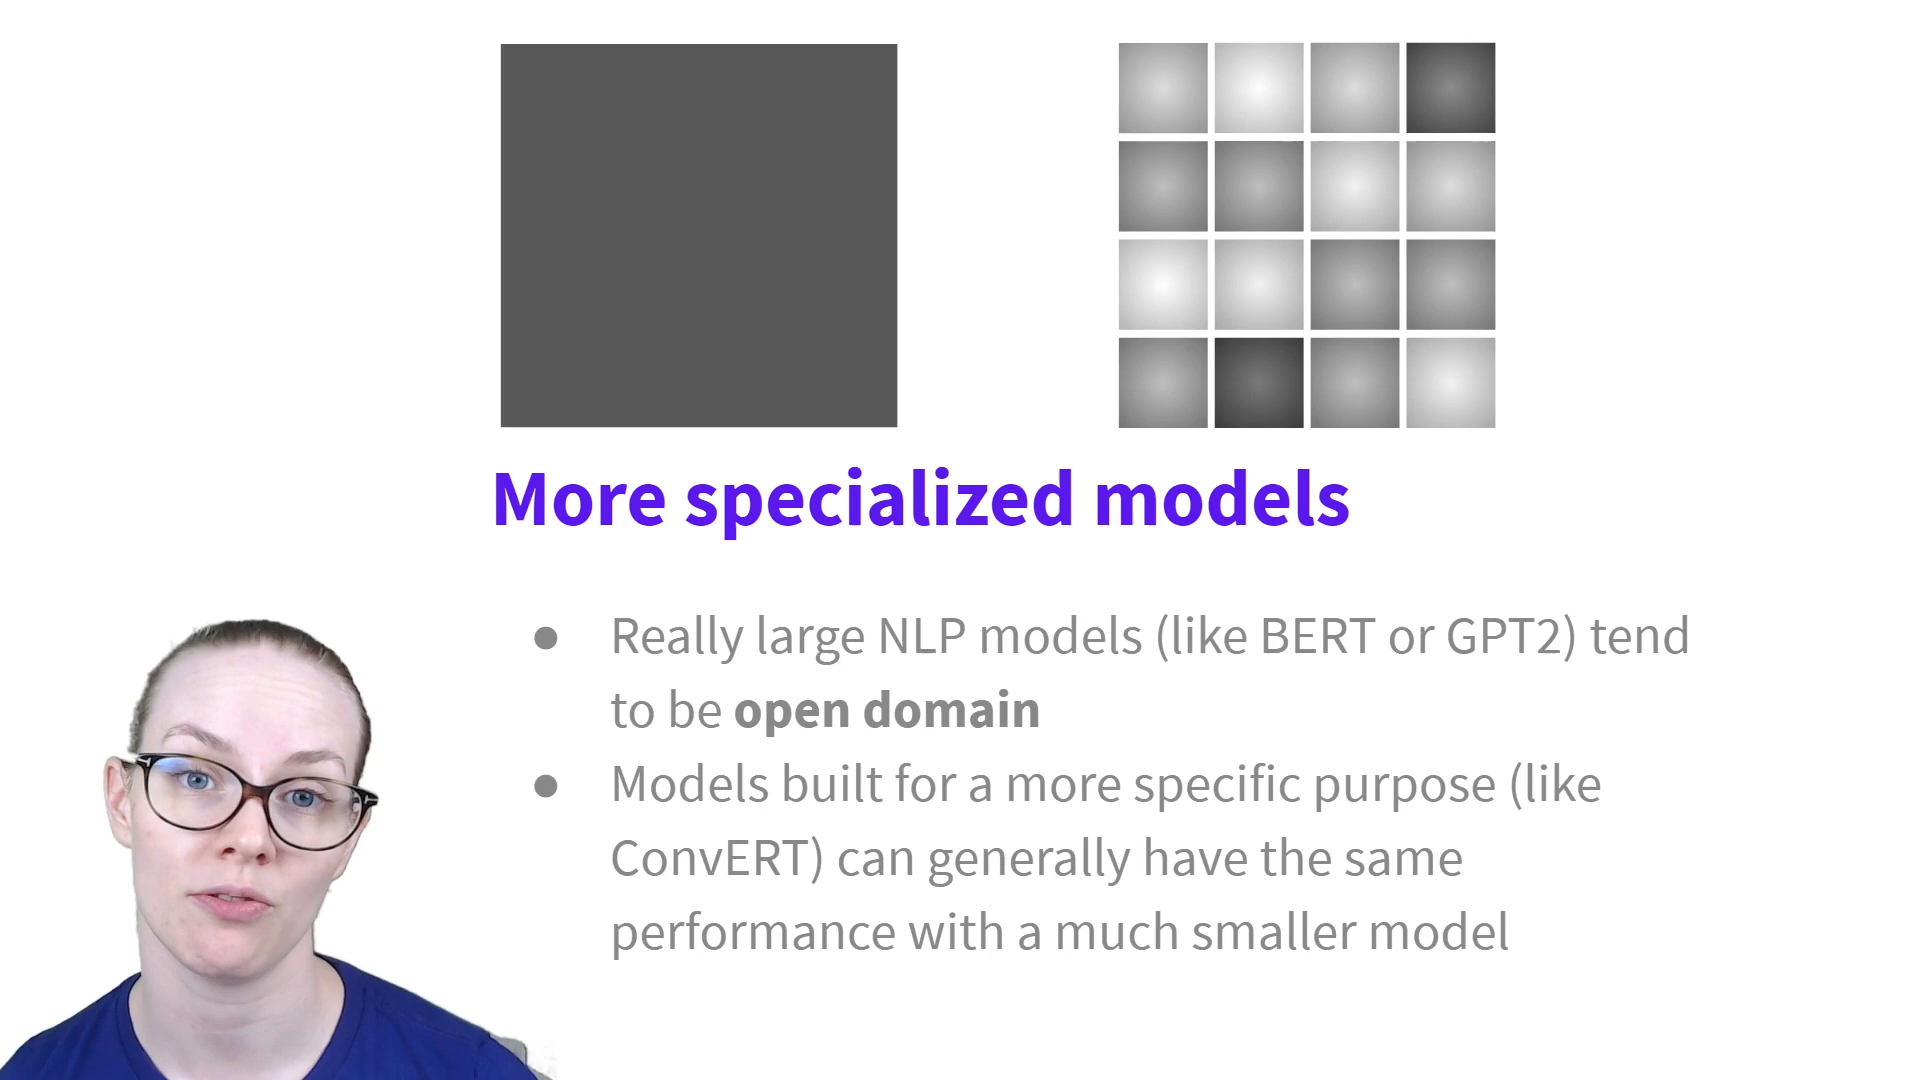 More specialized models
● Really large NLP models (like BERT or GPT2) tend
to be open domain
● Models built for a more specific purpose (like
ConvERT) can generally have the same
performance with a much smaller model